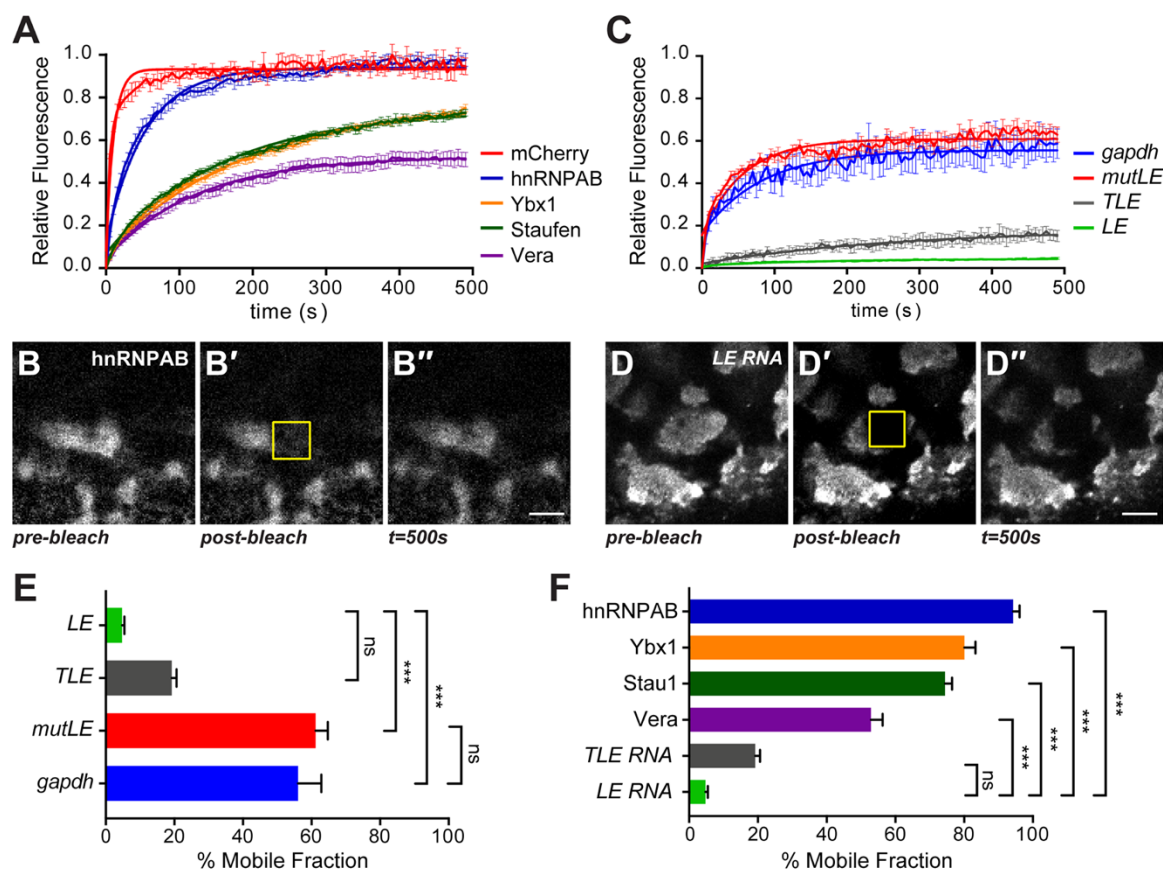 A
Relative Fluorescence
1.0
0.8
0.6
0.4
0.2
0.0
0 100 200 300 400 500
time (s)
mCherry
hnRNPAB
Ybx1
Staufen
Vera
C
Relative Fluorescence
1.0
0.8
0.6
0.4
0.2
0.0
0 100 200 300 400 500
time (s)
gapdh
mutLE
TLE
LE
B hnRNPAB B′ B″
pre-bleach post-bleach t=500s
D LE RNA D′ D″
pre-bleach post-bleach t=500s
E
LE
TLE
mutLE
gapdh
ns
***
***
ns
0 20 40 60 80 100
% Mobile Fraction
F
hnRNPAB
Ybx1
Stau1
Vera
TLE RNA
LE RNA
ns
***
***
***
***
0 20 40 60 80 100
% Mobile Fraction